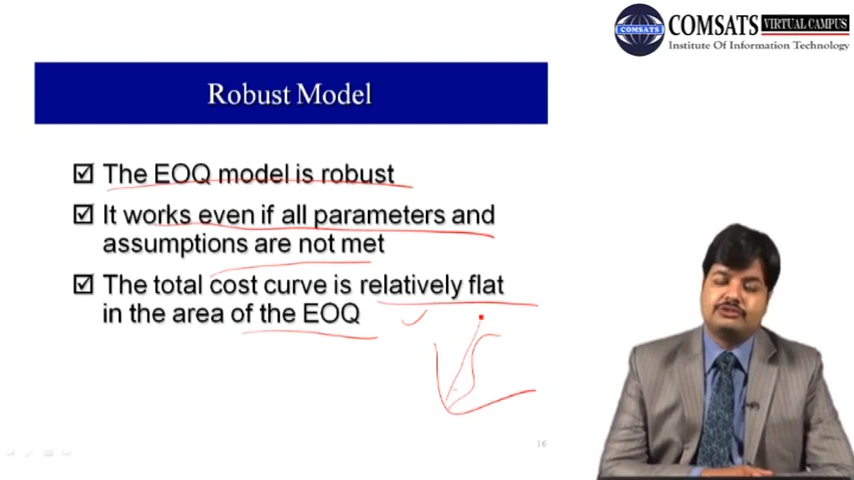 COMSATS
COMSATS VIRTUAL CAMPUS
Institute Of Information Technology
Robust Model
☑ The EOQ model is robust
☑ It works even if all parameters and
assumptions are not met
☑ The total cost curve is relatively flat
in the area of the EOQ
16